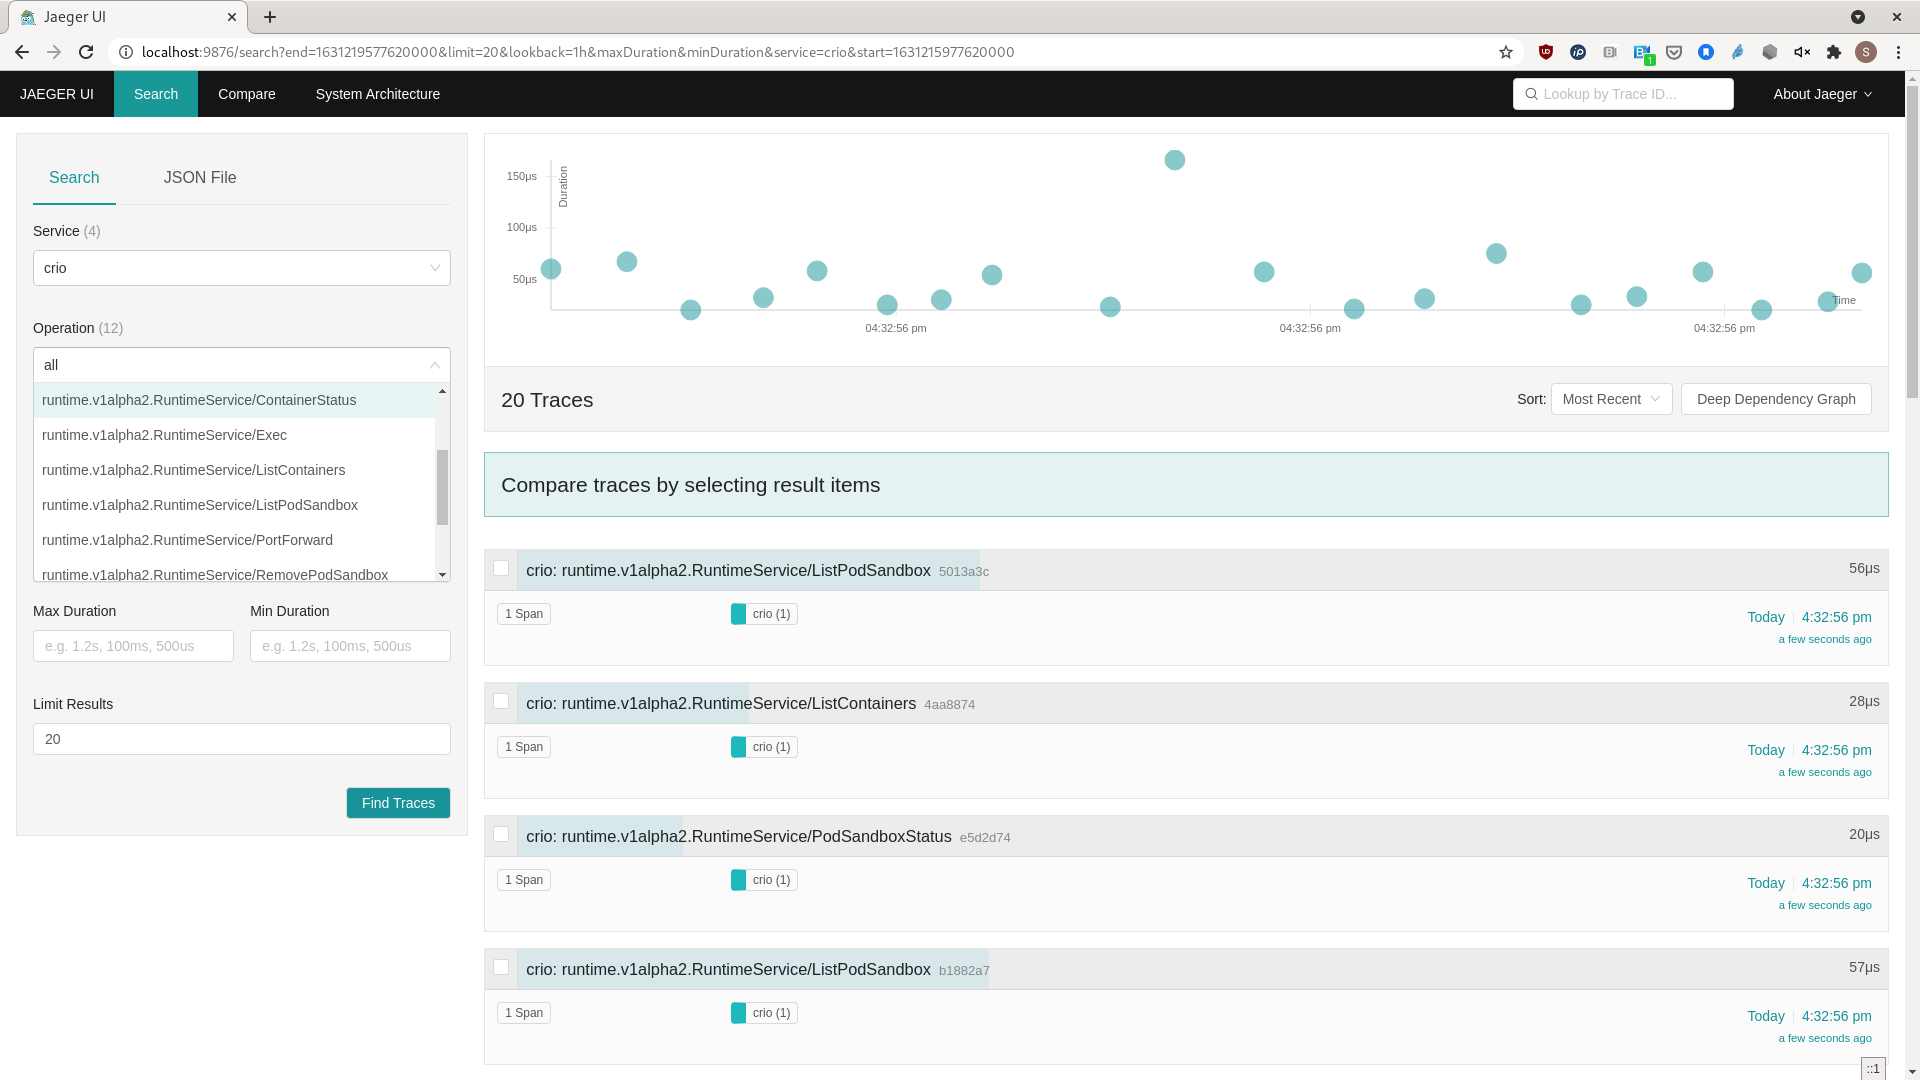 Jaeger UI
localhost:9876/search?end=1631219577620000&limit=20&lookback=1h&maxDuration&minDuration&service=crio&start=1631215977620000
1
S
JAEGER UI Search Compare System Architecture Lookup by Trace ID... About Jaeger
Search JSON File
Service (4)
crio
Operation (12)
all
runtime.v1alpha2.RuntimeService/ContainerStatus
runtime.v1alpha2.RuntimeService/Exec
runtime.v1alpha2.RuntimeService/ListContainers
runtime.v1alpha2.RuntimeService/ListPodSandbox
runtime.v1alpha2.RuntimeService/PortForward
runtime.v1alpha2.RuntimeService/RemovePodSandbox
Max Duration Min Duration
e.g. 1.2s, 100ms, 500us e.g. 1.2s, 100ms, 500us
Limit Results
20
Find Traces
Duration
150μs
100μs
50μs
Time
04:32:56 pm 04:32:56 pm 04:32:56 pm
20 Traces Sort: Most Recent Deep Dependency Graph
Compare traces by selecting result items
crio: runtime.v1alpha2.RuntimeService/ListPodSandbox 5013a3c 56μs
1 Span crio (1) Today 4:32:56 pm
a few seconds ago
crio: runtime.v1alpha2.RuntimeService/ListContainers 4aa8874 28μs
1 Span crio (1) Today 4:32:56 pm
a few seconds ago
crio: runtime.v1alpha2.RuntimeService/PodSandboxStatus e5d2d74 20μs
1 Span crio (1) Today 4:32:56 pm
a few seconds ago
crio: runtime.v1alpha2.RuntimeService/ListPodSandbox b1882a7 57μs
1 Span crio (1) Today 4:32:56 pm
a few seconds ago
::1